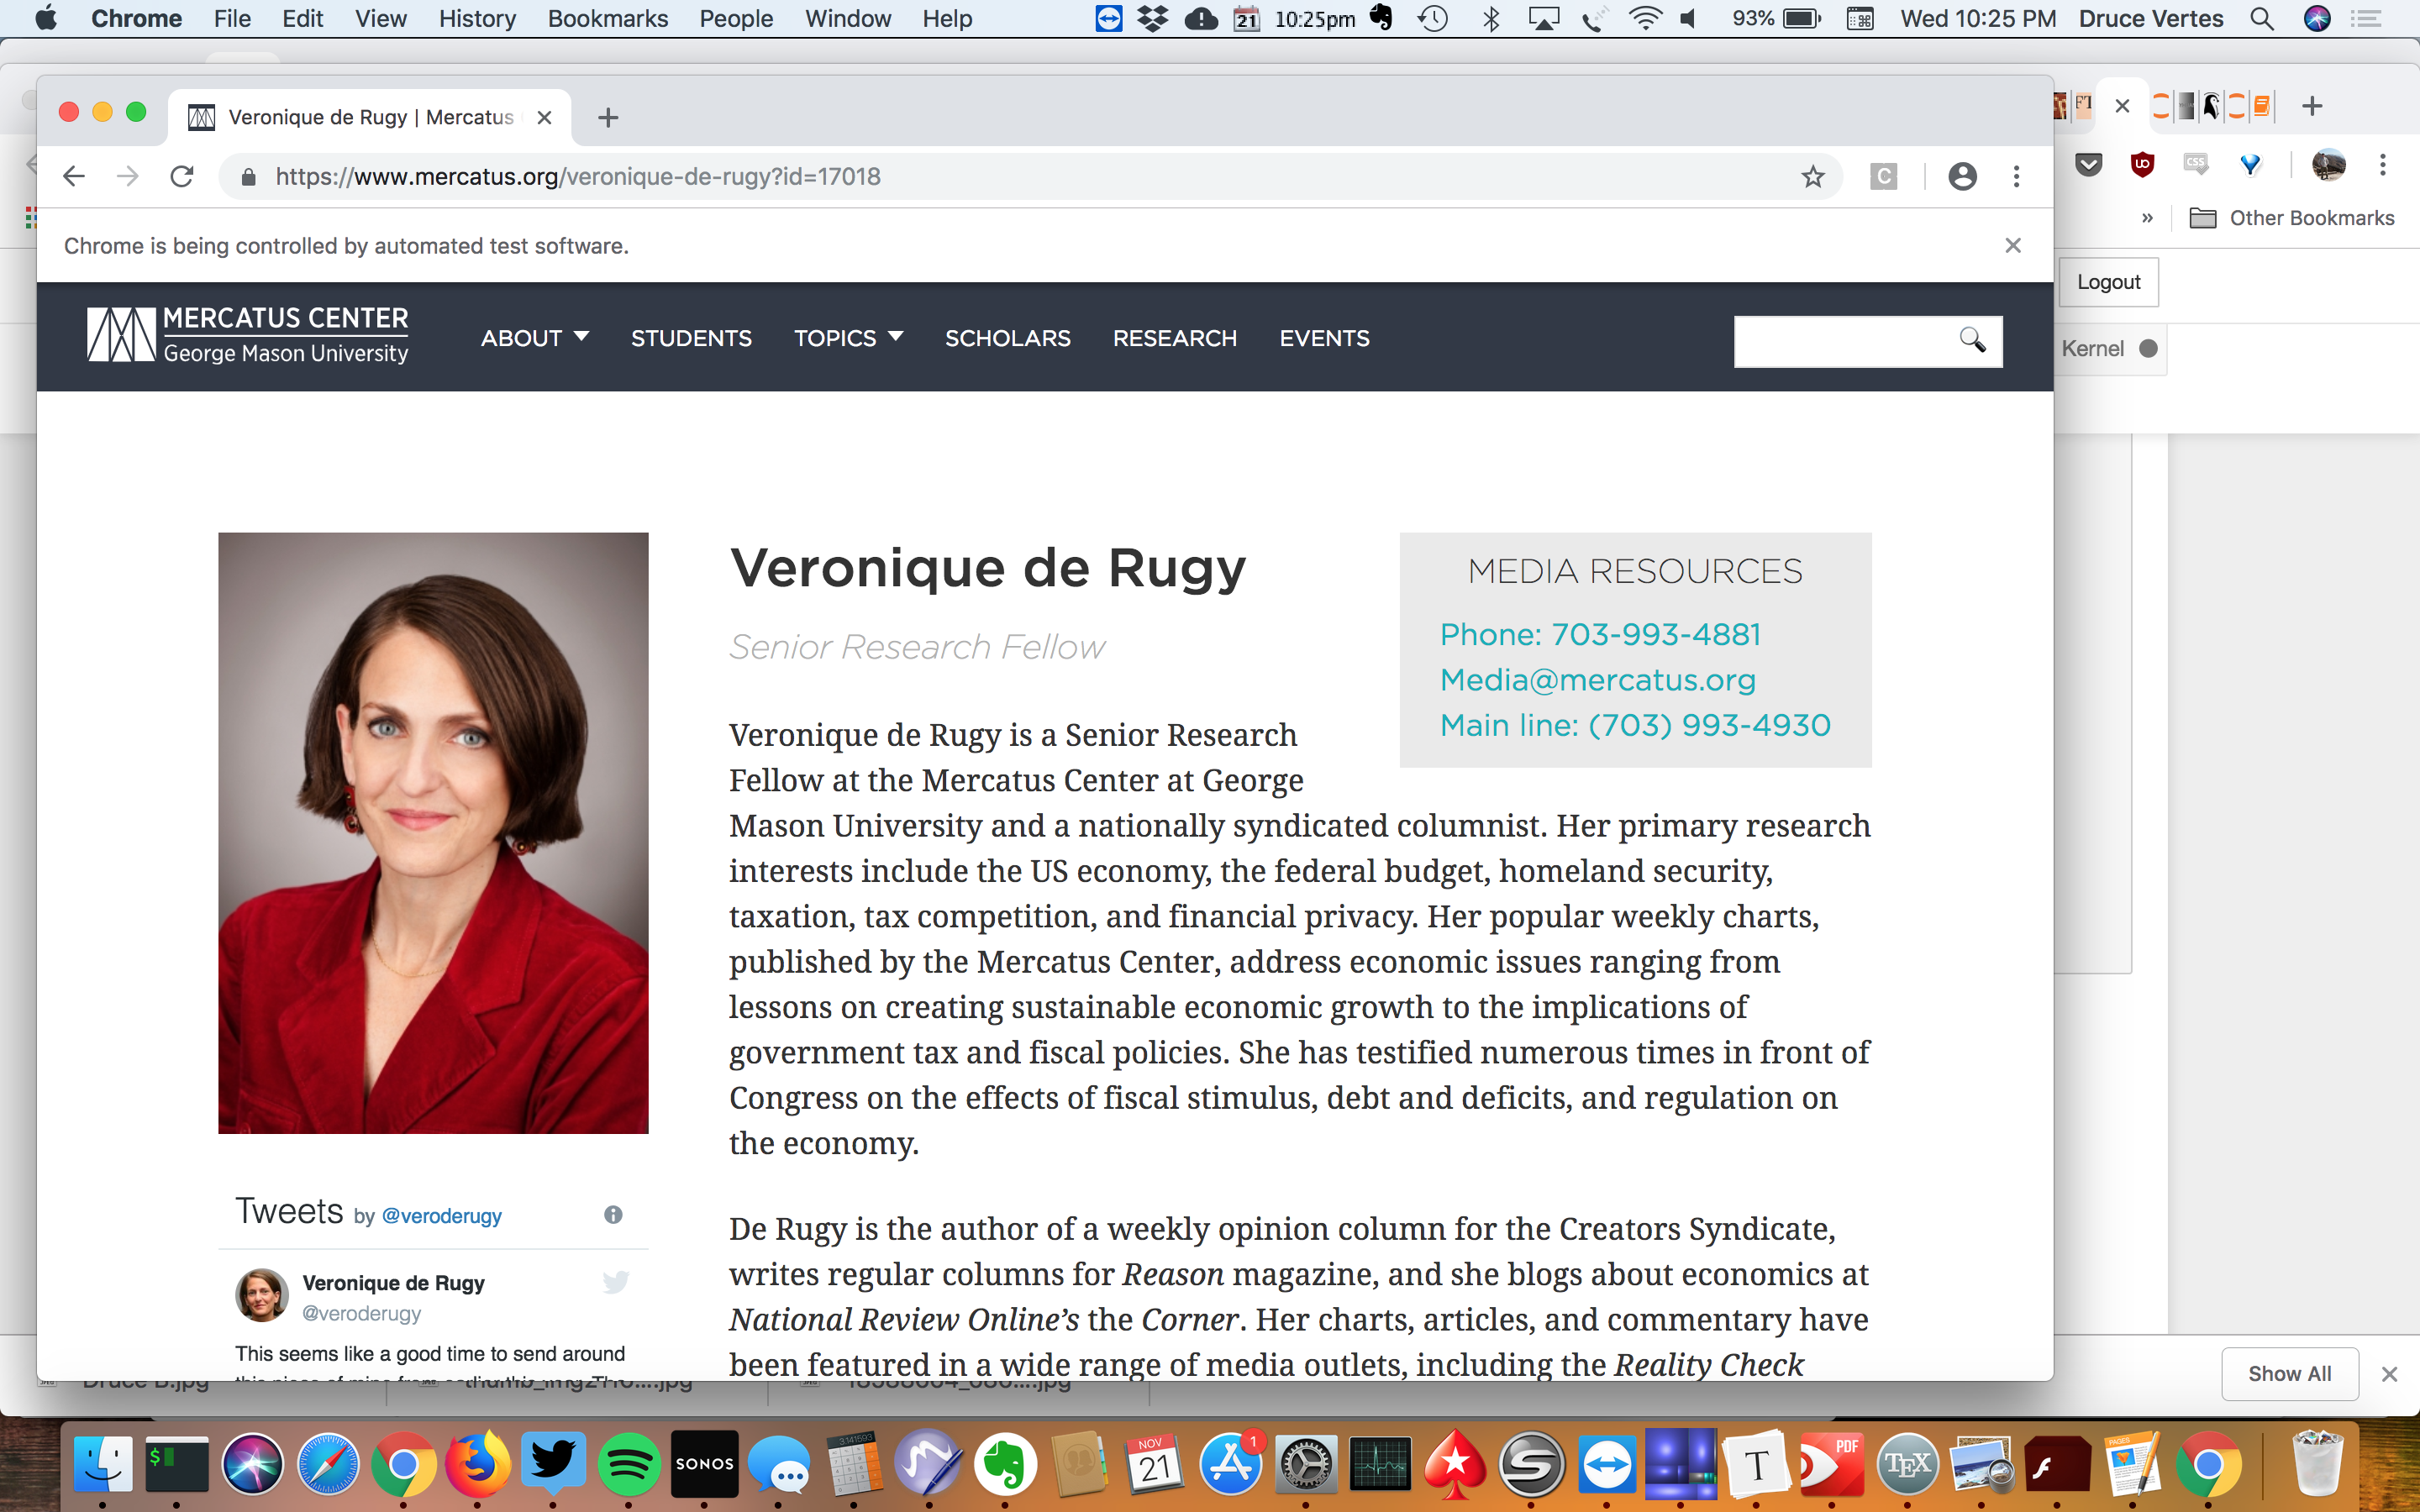 Chrome File Edit View History Bookmarks People Window Help 21 10:25pm 93% Wed 10:25 PM Druce Vertes
Veronique de Rugy | Mercatus
FT
https://www.mercatus.org/veronique-de-rugy?id=17018
C
CSS
Other Bookmarks
Chrome is being controlled by automated test software.
Logout
MERCATUS CENTER
George Mason University
ABOUT STUDENTS TOPICS SCHOLARS RESEARCH EVENTS
Kernel
Veronique de Rugy
Senior Research Fellow
MEDIA RESOURCES
Phone: 703-993-4881
Media@mercatus.org
Main line: (703) 993-4930
Veronique de Rugy is a Senior Research
Fellow at the Mercatus Center at George
Mason University and a nationally syndicated columnist. Her primary research
interests include the US economy, the federal budget, homeland security,
taxation, tax competition, and financial privacy. Her popular weekly charts,
published by the Mercatus Center, address economic issues ranging from
lessons on creating sustainable economic growth to the implications of
government tax and fiscal policies. She has testified numerous times in front of
Congress on the effects of fiscal stimulus, debt and deficits, and regulation on
the economy.
De Rugy is the author of a weekly opinion column for the Creators Syndicate,
writes regular columns for Reason magazine, and she blogs about economics at
National Review Online's the Corner. Her charts, articles, and commentary have
been featured in a wide range of media outlets, including the Reality Check
Tweets by @veroderugy
Veronique de Rugy
@veroderugy
This seems like a good time to send around
Show All
SONOS
3.141593
NOV
21
1
T
PDF
TEX
PAGES